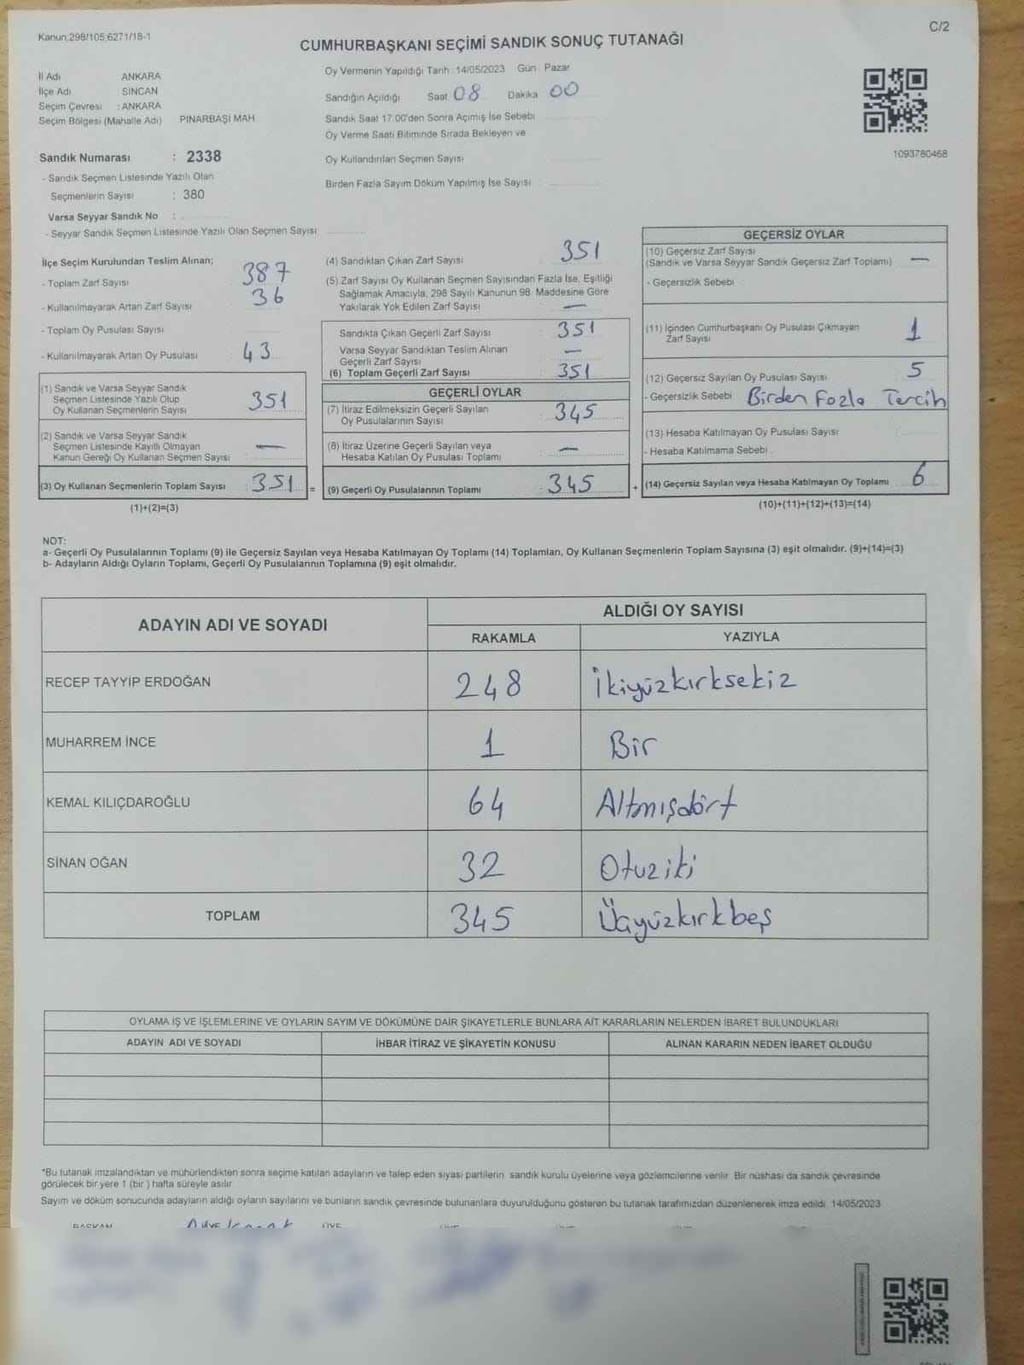 Kanun:298/105,6271/18-1
C/2
CUMHURBAŞKANI SEÇİMİ SANDIK SONUÇ TUTANAĞI
İl Adı ANKARA
İlçe Adı SİNCAN
Seçim Çevresi : ANKARA
Seçim Bölgesi (Mahalle Adı) PINARBAŞI MAH
Oy Vermenin Yapıldığı Tarih :14/05/2023 Gün : Pazar
Sandığın Açıldığı Saat 08 Dakika 00
Sandık Saat 17:00'den Sonra Açımış İse Sebebi
Oy Verme Saati Bitiminde Sırada Bekleyen ve
Oy Kullandırılan Seçmen Sayısı
Birden Fazla Sayım Döküm Yapılmış İse Sayısı
1093780468
Sandık Numarası : 2338
- Sandık Seçmen Listesinde Yazılı Olan
Seçmenlerin Sayısı : 380
Varsa Seyyar Sandık No :
- Seyyar Sandık Seçmen Listesinde Yazılı Olan Seçmen Sayısı :
İlçe Seçim Kurulundan Teslim Alınan;
- Toplam Zarf Sayısı 387
- Kullanılmayarak Artan Zarf Sayısı 36
- Toplam Oy Pusulası Sayısı
- Kullanılmayarak Artan Oy Pusulası 43
(1) Sandık ve Varsa Seyyar Sandık
Seçmen Listesinde Yazılı Olup
Oy Kullanan Seçmenlerin Sayısı 351
(2) Sandık ve Varsa Seyyar Sandık
Seçmen Listesinde Kayıtlı Olmayan
Kanun Gereği Oy Kullanan Seçmen Sayısı : —
(3) Oy Kullanan Seçmenlerin Toplam Sayısı : 351 =
(1)+(2)=(3)
(4) Sandıktan Çıkan Zarf Sayısı 351
(5) Zarf Sayısı Oy Kullanan Seçmen Sayısından Fazla İse, Eşitliği
Sağlamak Amacıyla, 298 Sayılı Kanunun 98. Maddesine Göre
Yakılarak Yok Edilen Zarf Sayısı —
Sandıkta Çıkan Geçerli Zarf Sayısı 351
Varsa Seyyar Sandıktan Teslim Alınan
Geçerli Zarf Sayısı —
(6) Toplam Geçerli Zarf Sayısı 351
GEÇERLİ OYLAR
(7) İtiraz Edilmeksizin Geçerli Sayılan
Oy Pusulalarının Sayısı 345
(8) İtiraz Üzerine Geçerli Sayılan veya
Hesaba Katılan Oy Pusulası Toplamı —
(9) Geçerli Oy Pusulalarının Toplamı : 345 +
GEÇERSİZ OYLAR
(10) Geçersiz Zarf Sayısı
(Sandık ve Varsa Seyyar Sandık Geçersiz Zarf Toplamı) —
- Geçersizlik Sebebi
(11) İçinden Cumhurbaşkanı Oy Pusulası Çıkmayan
Zarf Sayısı 1
(12) Geçersiz Sayılan Oy Pusulası Sayısı 5
- Geçersizlik Sebebi Birden Fazla Tercih
(13) Hesaba Katılmayan Oy Pusulası Sayısı
- Hesaba Katılmama Sebebi
(14) Geçersiz Sayılan veya Hesaba Katılmayan Oy Toplamı 6
(10)+(11)+(12)+(13)=(14)
NOT:
a- Geçerli Oy Pusulalarının Toplamı (9) ile Geçersiz Sayılan veya Hesaba Katılmayan Oy Toplamı (14) Toplamları, Oy Kullanan Seçmenlerin Toplam Sayısına (3) eşit olmalıdır. (9)+(14)=(3)
b- Adayların Aldığı Oyların Toplamı, Geçerli Oy Pusulalarının Toplamına (9) eşit olmalıdır.
ADAYIN ADI VE SOYADI ALDIĞI OY SAYISI
RAKAMLA YAZIYLA
RECEP TAYYIP ERDOĞAN 248 İkiyüzkırksekiz
MUHARREM İNCE 1 Bir
KEMAL KILIÇDAROĞLU 64 Altmışdört
SİNAN OĞAN 32 Otuziki
TOPLAM 345 Üçyüzkırkbeş
OYLAMA İŞ VE İŞLEMLERİNE VE OYLARIN SAYIM VE DÖKÜMÜNE DAİR ŞİKAYETLERLE BUNLARA AİT KARARLARIN NELERDEN İBARET BULUNDUKLARI
ADAYIN ADI VE SOYADI İHBAR İTİRAZ VE ŞİKAYETİN KONUSU ALINAN KARARIN NEDEN İBARET OLDUĞU
*Bu tutanak imzalandıktan ve mühürlendikten sonra seçime katılan adayların ve talep eden siyasi partilerin sandık kurulu üyelerine veya gözlemcilerine verilir. Bir nüshası da sandık çevresinde
görülecek bir yere 1 (bir) hafta süreyle asılır.
Sayım ve döküm sonucunda adayların aldığı oyların sayılarını ve bunların sandık çevresinde bulunanlara duyurulduğunu gösteren bu tutanak tarafımızdan düzenlenerek imza edildi. 14/05/2023
BAŞKAN ÜYE ÜYE ÜYE